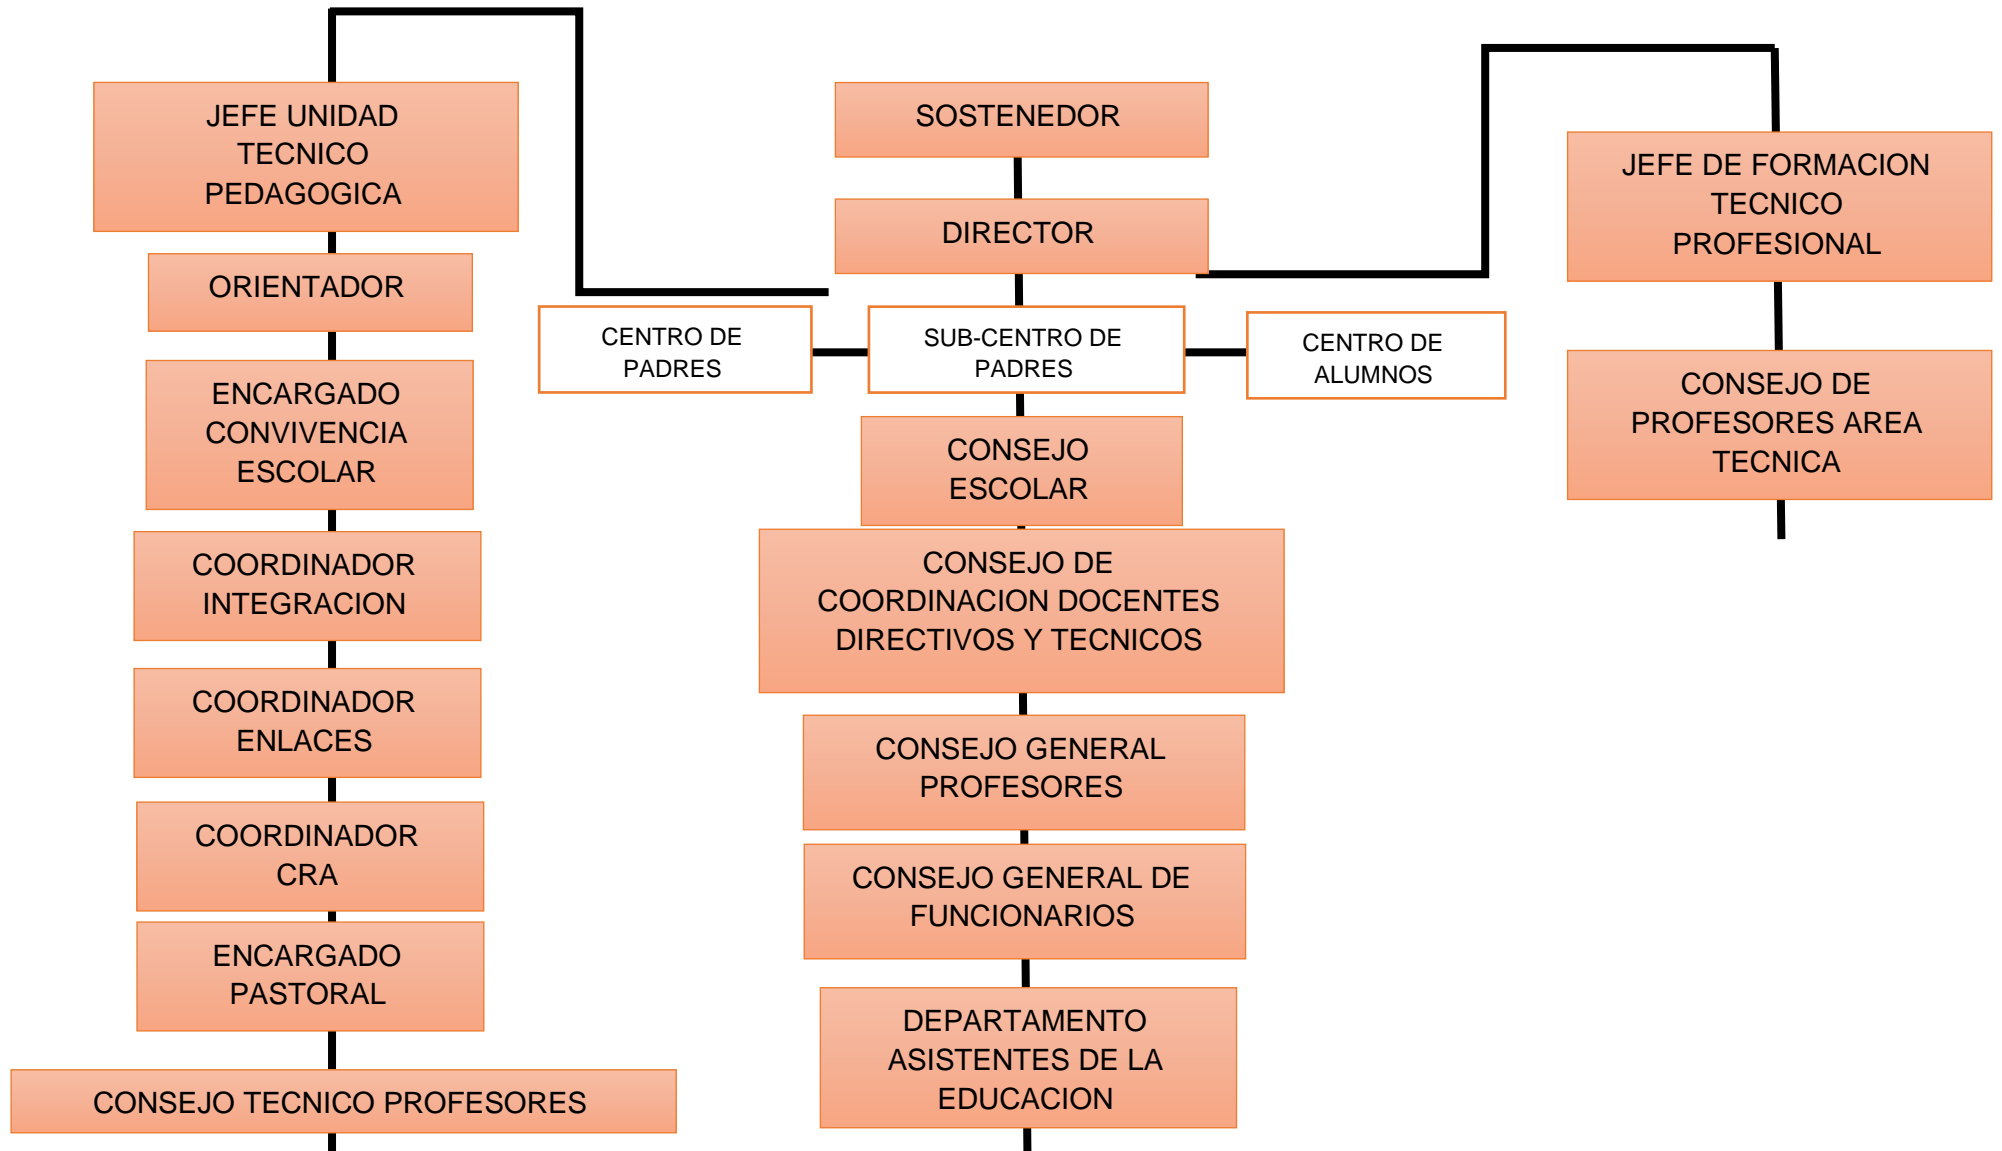 JEFE UNIDAD
TECNICO
PEDAGOGICA
ORIENTADOR
ENCARGADO
CONVIVENCIA
ESCOLAR
COORDINADOR
INTEGRACION
COORDINADOR
ENLACES
COORDINADOR
CRA
ENCARGADO
PASTORAL
CONSEJO TECNICO PROFESORES
SOSTENEDOR
DIRECTOR
CENTRO DE
PADRES
SUB-CENTRO DE
PADRES
CENTRO DE
ALUMNOS
CONSEJO
ESCOLAR
CONSEJO DE
COORDINACION DOCENTES
DIRECTIVOS Y TECNICOS
CONSEJO GENERAL
PROFESORES
CONSEJO GENERAL DE
FUNCIONARIOS
DEPARTAMENTO
ASISTENTES DE LA
EDUCACION
JEFE DE FORMACION
TECNICO
PROFESIONAL
CONSEJO DE
PROFESORES AREA
TECNICA